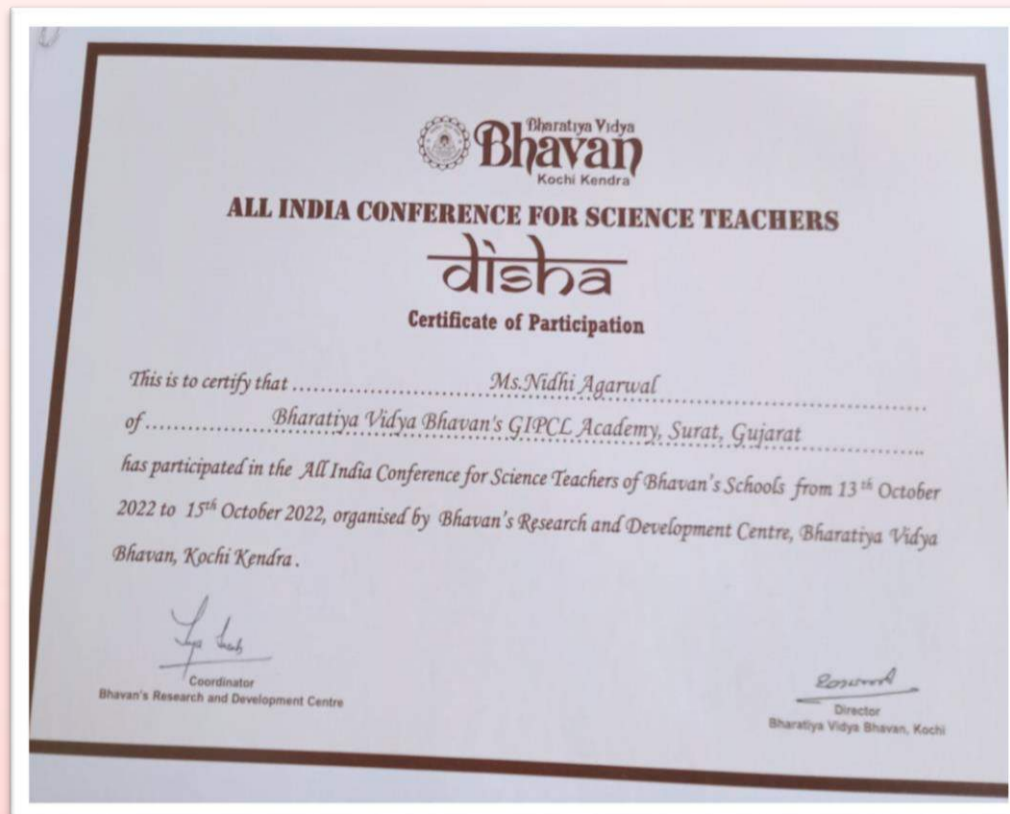 Bharatiya Vidya
Bhavan
Kochi Kendra
ALL INDIA CONFERENCE FOR SCIENCE TEACHERS
disha
Certificate of Participation
This is to certify that ........................ Ms.Nidhi Agarwal ........................
of ............... Bharatiya Vidya Bhavan's GIPCL Academy, Surat, Gujarat ...............
has participated in the All India Conference for Science Teachers of Bhavan's Schools from 13th October
2022 to 15th October 2022, organised by Bhavan's Research and Development Centre, Bharatiya Vidya
Bhavan, Kochi Kendra.
Coordinator
Bhavan's Research and Development Centre
Director
Bharatiya Vidya Bhavan, Kochi